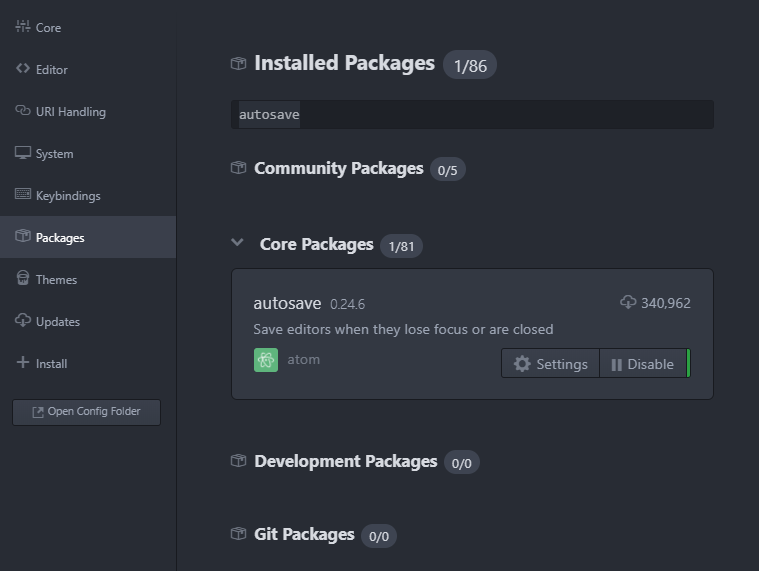 Core
Editor
URI Handling
System
Keybindings
Packages
Themes
Updates
Install
Open Config Folder
Installed Packages 1/86
autosave
Community Packages 0/5
Core Packages 1/81
autosave 0.24.6 340,962
Save editors when they lose focus or are closed
atom Settings Disable
Development Packages 0/0
Git Packages 0/0